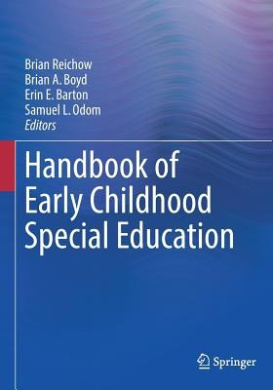 Brian Reichow
Brian A. Boyd
Erin E. Barton
Samuel L. Odom
Editors
Handbook of
Early Childhood
Special Education
Springer